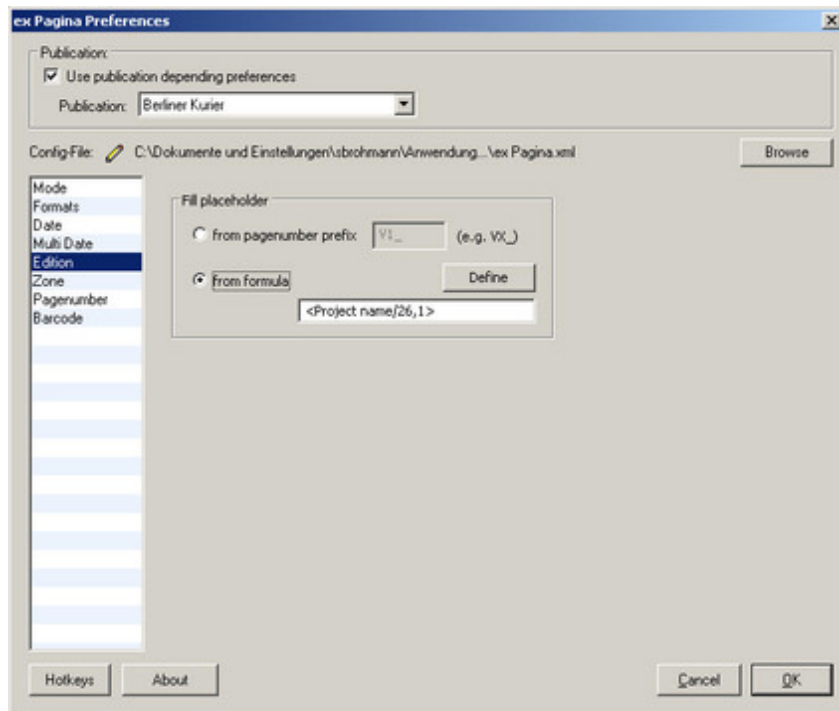 ex Pagina Preferences
Publication:
Use publication depending preferences
Publication: Berliner Kurier
Config-File: C:\Dokumente und Einstellungen\sbrohmann\Anwendung...\ex Pagina.xml Browse
Mode
Formats
Date
Multi Date
Edition
Zone
Pagenumber
Barcode
Fill placeholder
from pagenumber prefix V1_ (e.g. VX_)
from formula Define
<Project name/26,1>
Hotkeys About Cancel OK